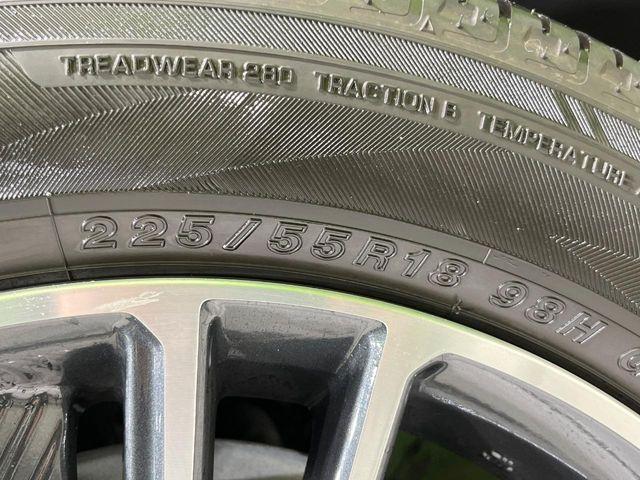 TREADWEAR 280 TRACTION B TEMPERATURE A
225/55R18 98H